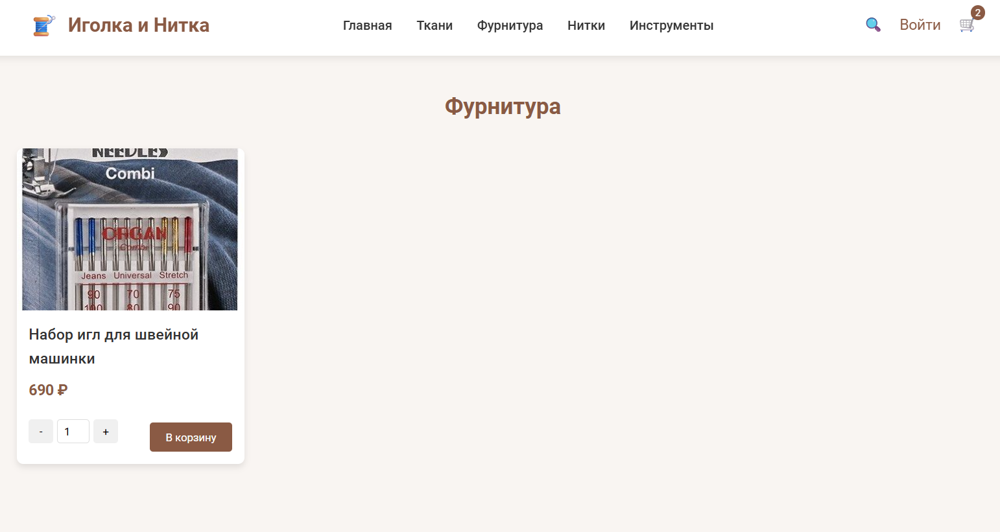 Иголка и Нитка
Главная Ткани Фурнитура Нитки Инструменты
Войти
2
Фурнитура
NEEDLES
Combi
ORGAN
Combi
Jeans Universal Stretch
90 70 75
100 80 90
Набор игл для швейной
машинки
690 ₽
- 1 +
В корзину